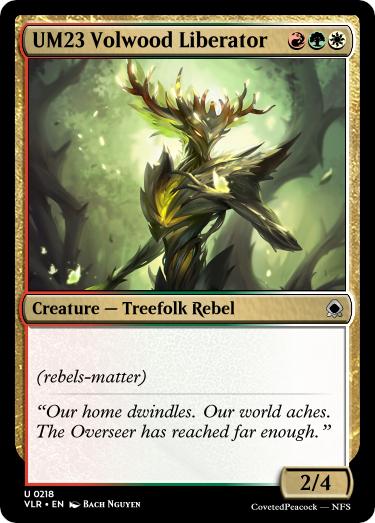 UM23 Volwood Liberator
Creature — Treefolk Rebel
(rebels-matter)
“Our home dwindles. Our world aches.
The Overseer has reached far enough.”
2/4
U 0218
VLR • EN Bach Nguyen
CovetedPeacock — NFS